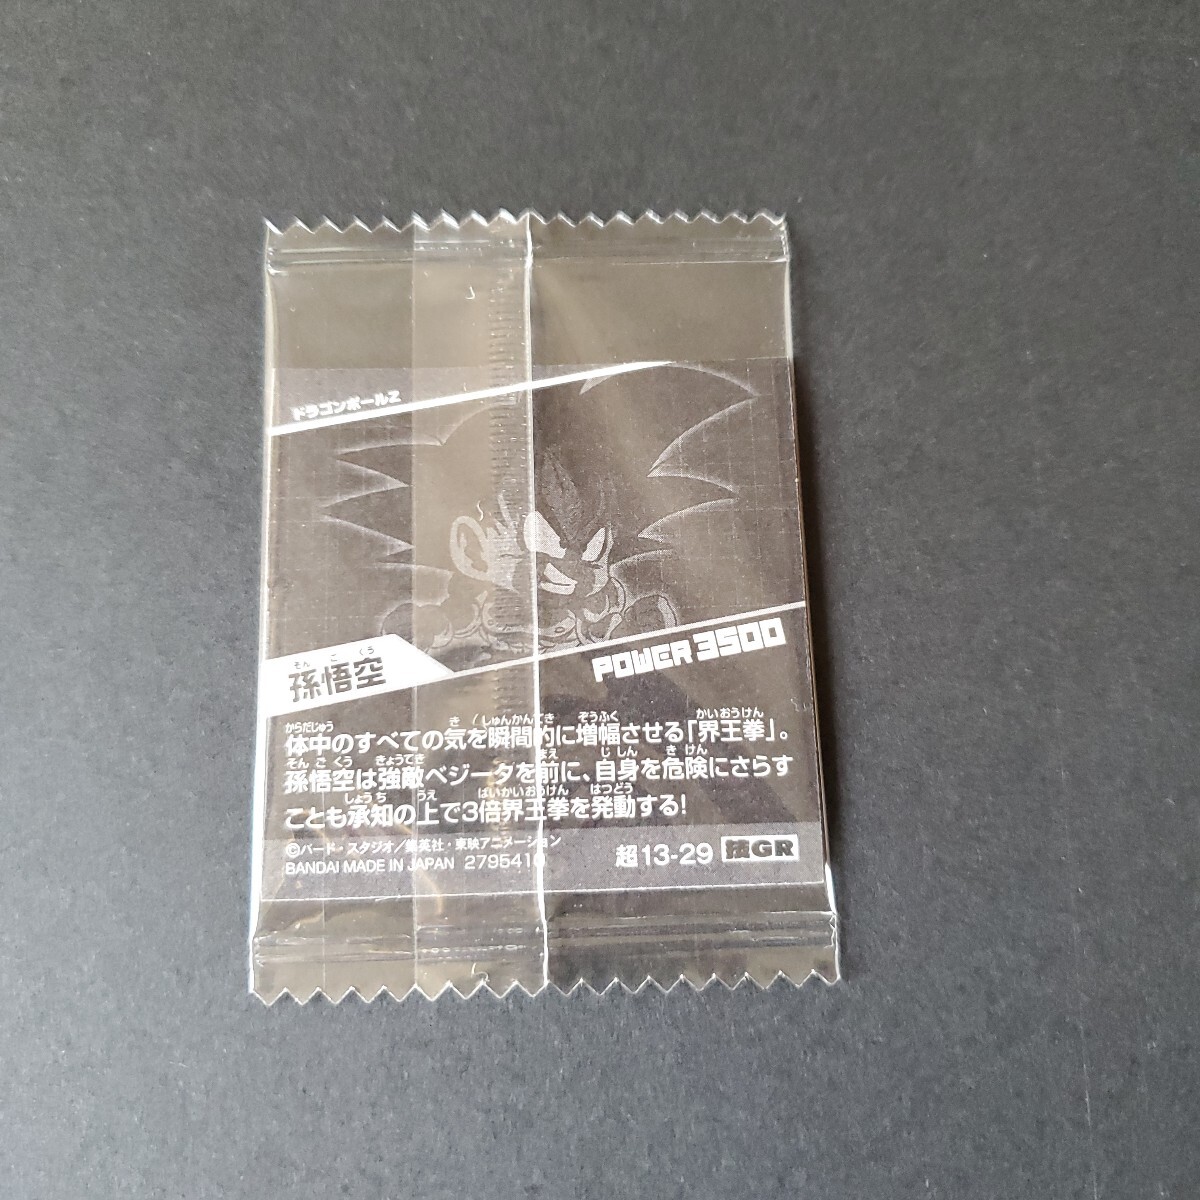 ドラゴンボールZ
そん ご くう
孫悟空
POWER 3500
からだじゅう き しゅんかんてき ぞうふく かいおうけん
体中のすべての気を瞬間的に増幅させる「界王拳」。
そん ご くう きょうてき まえ じ しん き けん
孫悟空は強敵ベジータを前に、自身を危険にさらす
しょうち うえ ばいかいおうけん はつどう
ことも承知の上で3倍界王拳を発動する!
©バード・スタジオ/集英社・東映アニメーション
BANDAI MADE IN JAPAN 2795410
超13-29 技GR